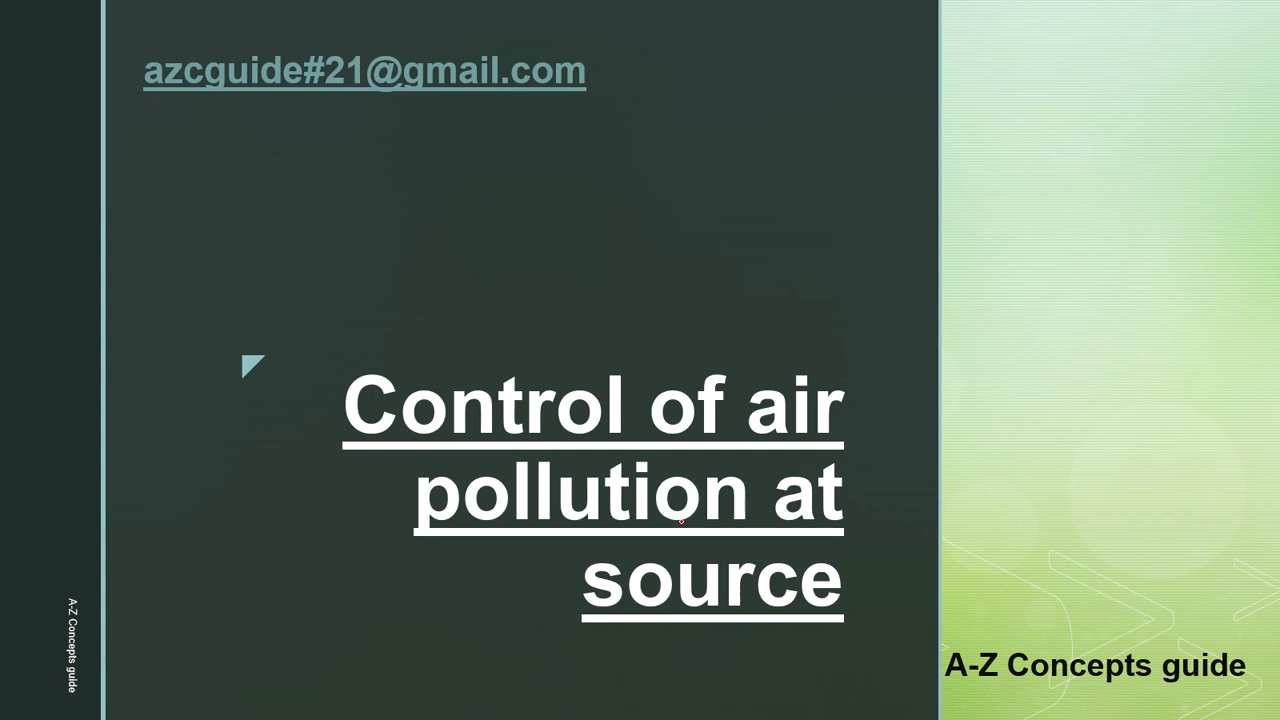 azcguide#21@gmail.com
Control of air
pollution at
source
A-Z Concepts guide
A-Z Concepts guide